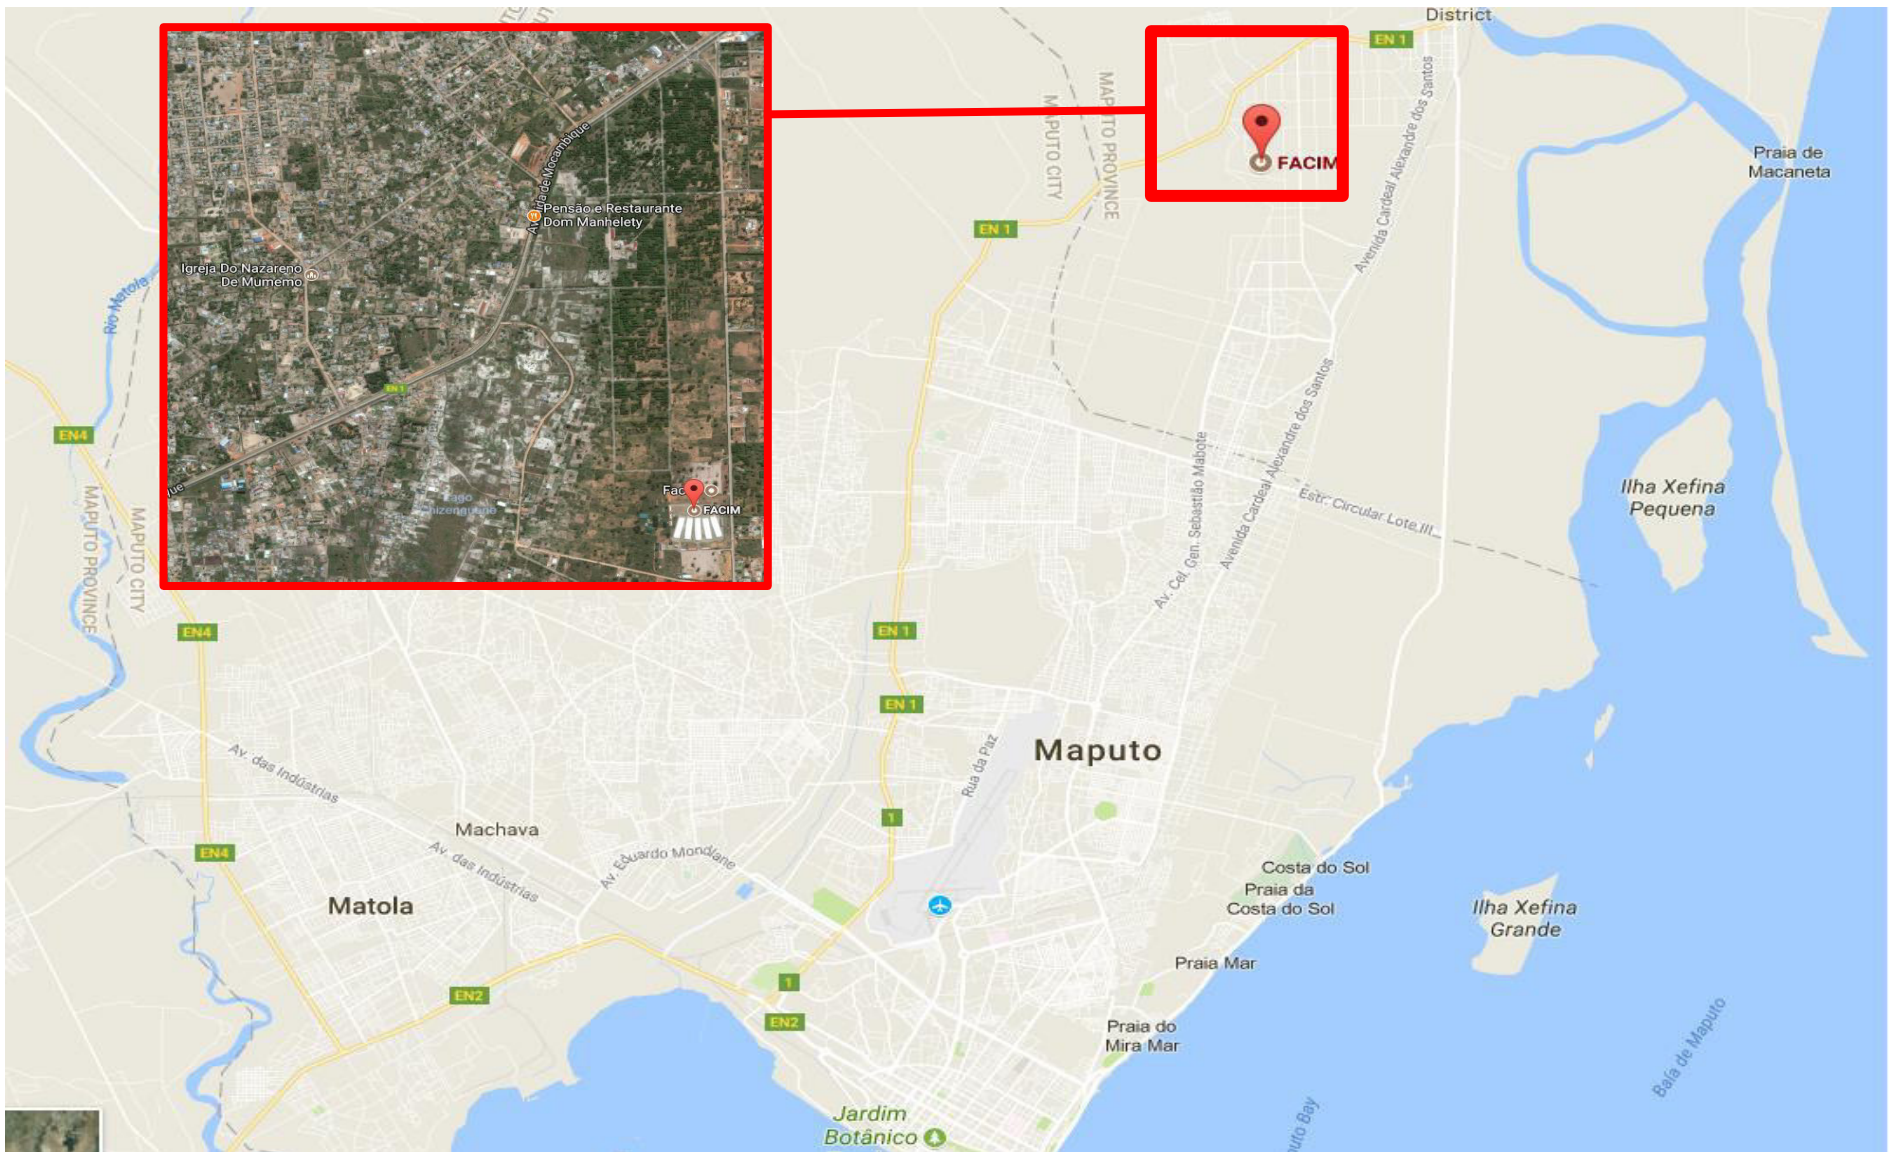 District
EN 1
MAPUTO PROVINCE
MAPUTO CITY
FACIM
Praia de
Macaneta
Avenida Cardeal Alexandre dos Santos
EN 1
Avenida de Mocambique
Pensão e Restaurante
Dom Manhelety
Igreja Do Nazareno
De Mumemo
EN 1
FACIM
Rio Matola
EN4
MAPUTO PROVINCE
MAPUTO CITY
Av. Cel. Gen. Sebastião Mabote
Avenida Cardeal Alexandre dos Santos
Estr. Circular Lote III
Ilha Xefina
Pequena
EN4
EN 1
EN 1
Rua da Paz
Maputo
Av. das Indústrias
Machava
1
EN4
Av. das Indústrias
Av. Eduardo Mondlane
Matola
Costa do Sol
Praia da
Costa do Sol
Ilha Xefina
Grande
Praia Mar
1
EN2
EN2
Praia do
Mira Mar
Baía de Maputo
Jardim
Botânico
uto Bay